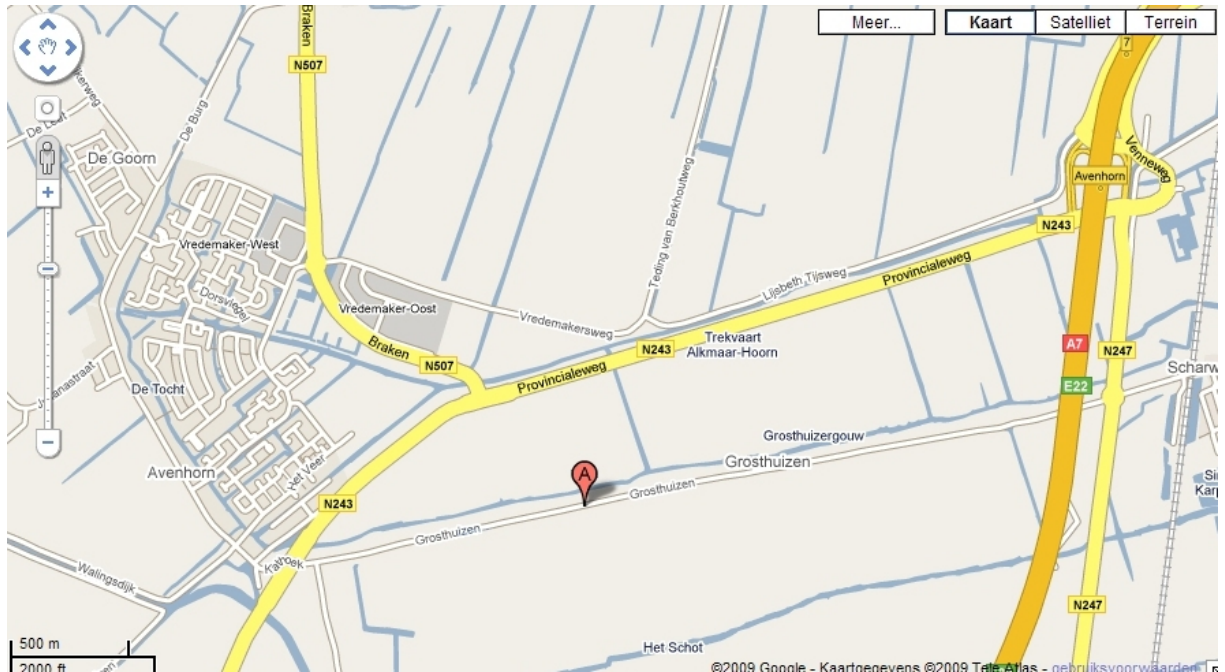 Meer...
Kaart
Satelliet
Terrein
Braken
N507
7
De Burg
De Goorn
Venneweg
Avenhorn
Teding van Berkhoutweg
N243
Vredemaker-West
Provincialeweg
Lijsbeth Tijsweg
Dorsvlegel
Vredemaker-Oost
Vredemakersweg
Trekvaart
Alkmaar-Hoorn
N243
A7
N247
Braken
N507
Provincialeweg
E22
Scharw
De Tocht
Grosthuizergouw
Grosthuizen
Avenhorn
Het Veer
A
Grosthuizen
N243
Grosthuizen
Walingsdijk
N247
Het Schot
500 m
2000 ft
©2009 Google - Kaartgegevens ©2009 Tele Atlas - gebruiksvoorwaarden